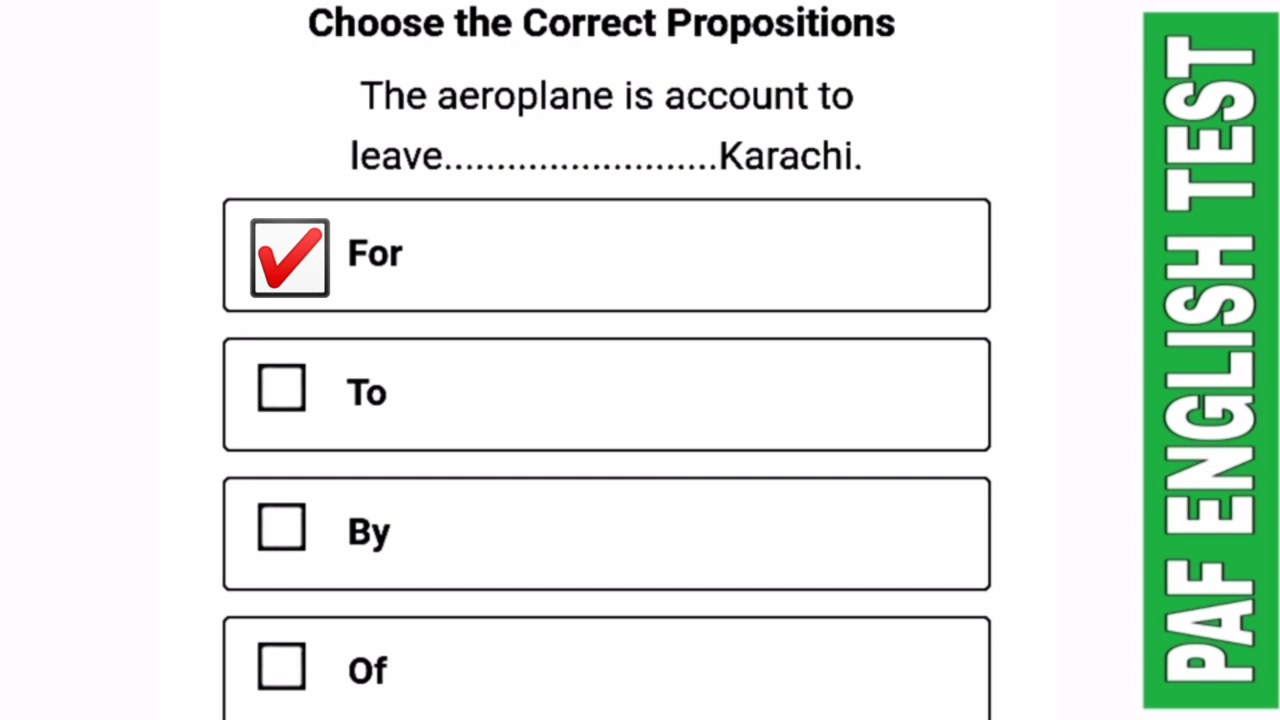 Choose the Correct Propositions
The aeroplane is account to
leave..........................Karachi.
For
To
By
Of
PAF ENGLISH TEST